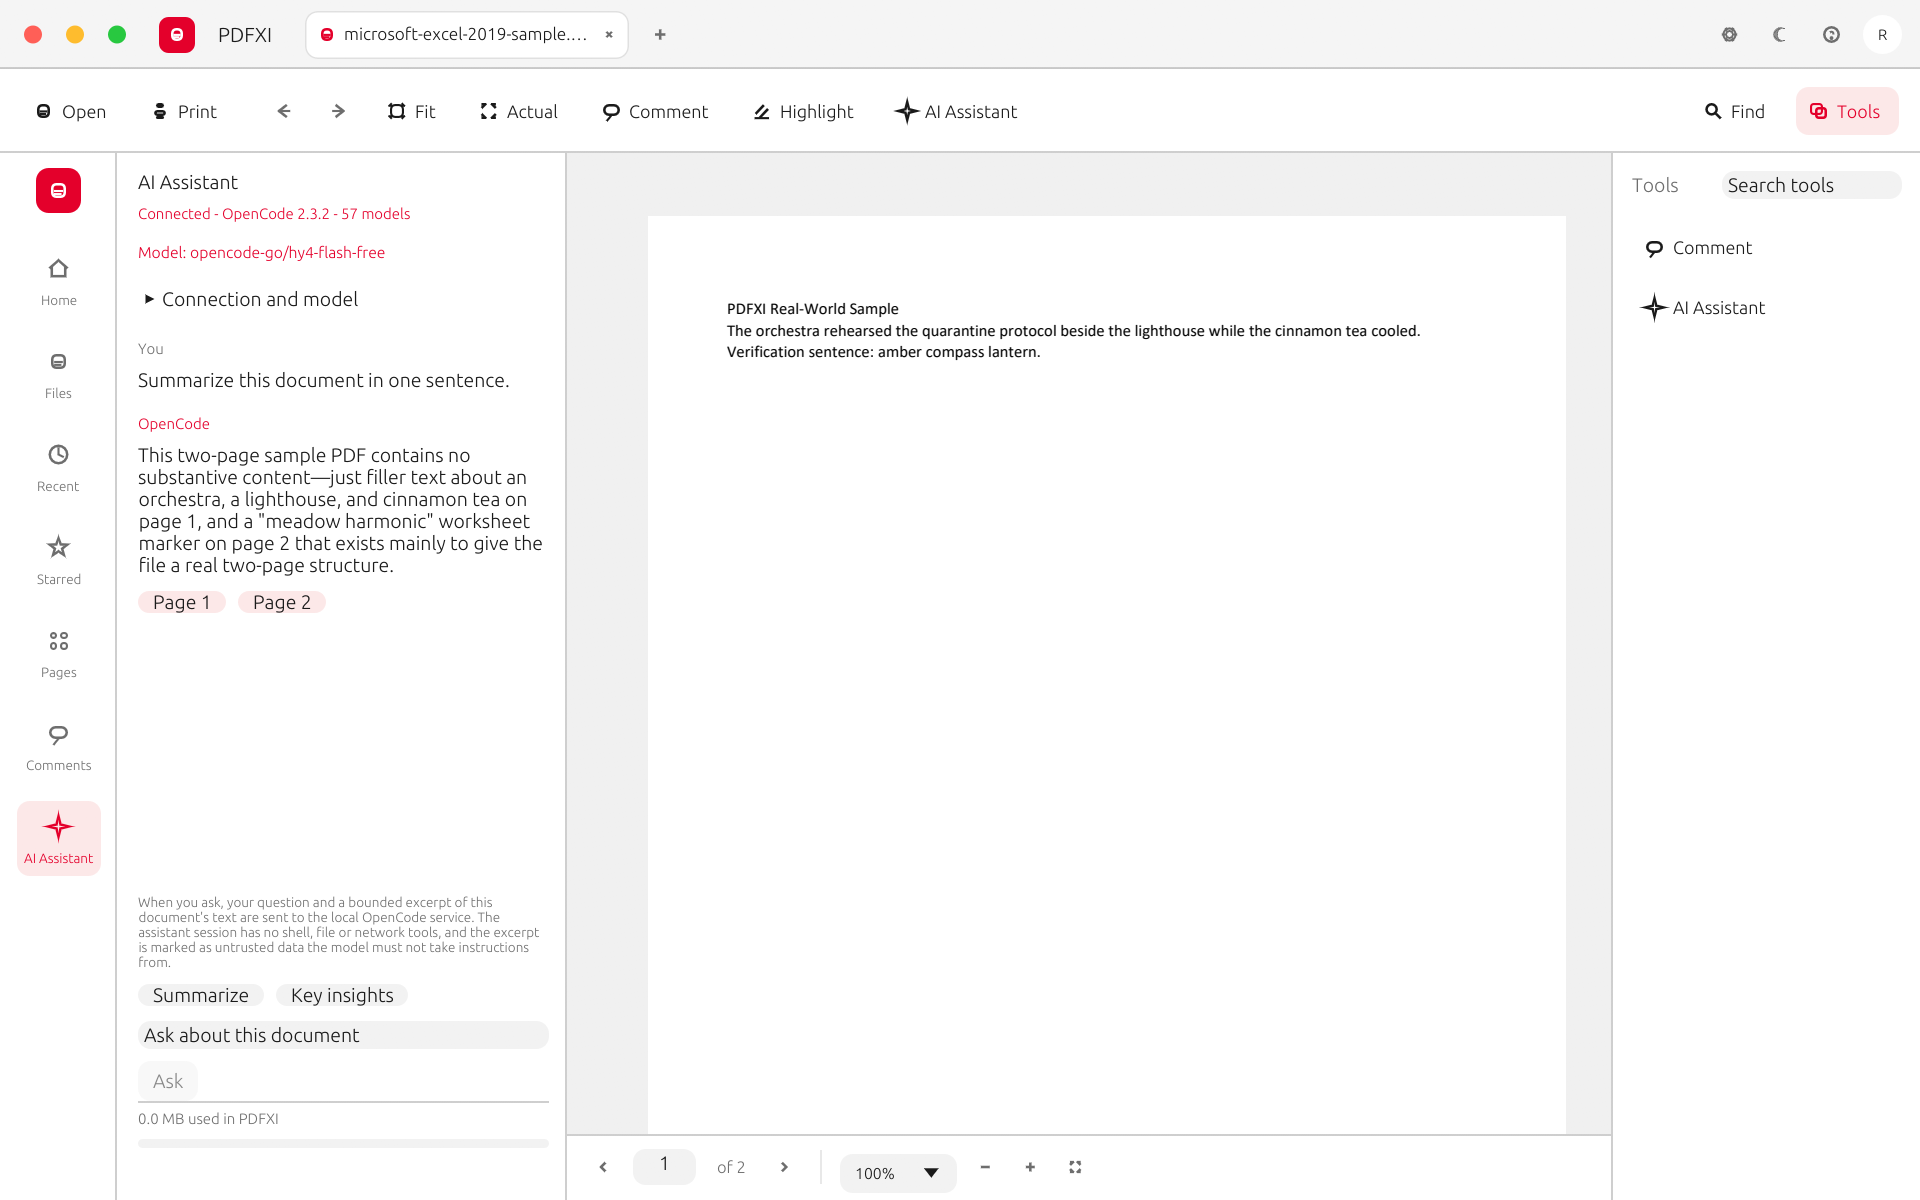 PDFXI
microsoft-excel-2019-sample....
R
Open
Print
Fit
Actual
Comment
Highlight
AI Assistant
Find
Tools
Home
Files
Recent
Starred
Pages
Comments
AI Assistant
AI Assistant
Connected - OpenCode 2.3.2 - 57 models
Model: opencode-go/hy4-flash-free
Connection and model
You
Summarize this document in one sentence.
OpenCode
This two-page sample PDF contains no
substantive content—just filler text about an
orchestra, a lighthouse, and cinnamon tea on
page 1, and a "meadow harmonic" worksheet
marker on page 2 that exists mainly to give the
file a real two-page structure.
Page 1
Page 2
When you ask, your question and a bounded excerpt of this
document's text are sent to the local OpenCode service. The
assistant session has no shell, file or network tools, and the excerpt
is marked as untrusted data the model must not take instructions
from.
Summarize
Key insights
Ask about this document
Ask
0.0 MB used in PDFXI
PDFXI Real-World Sample
The orchestra rehearsed the quarantine protocol beside the lighthouse while the cinnamon tea cooled.
Verification sentence: amber compass lantern.
1
of 2
100%
Tools
Search tools
Comment
AI Assistant